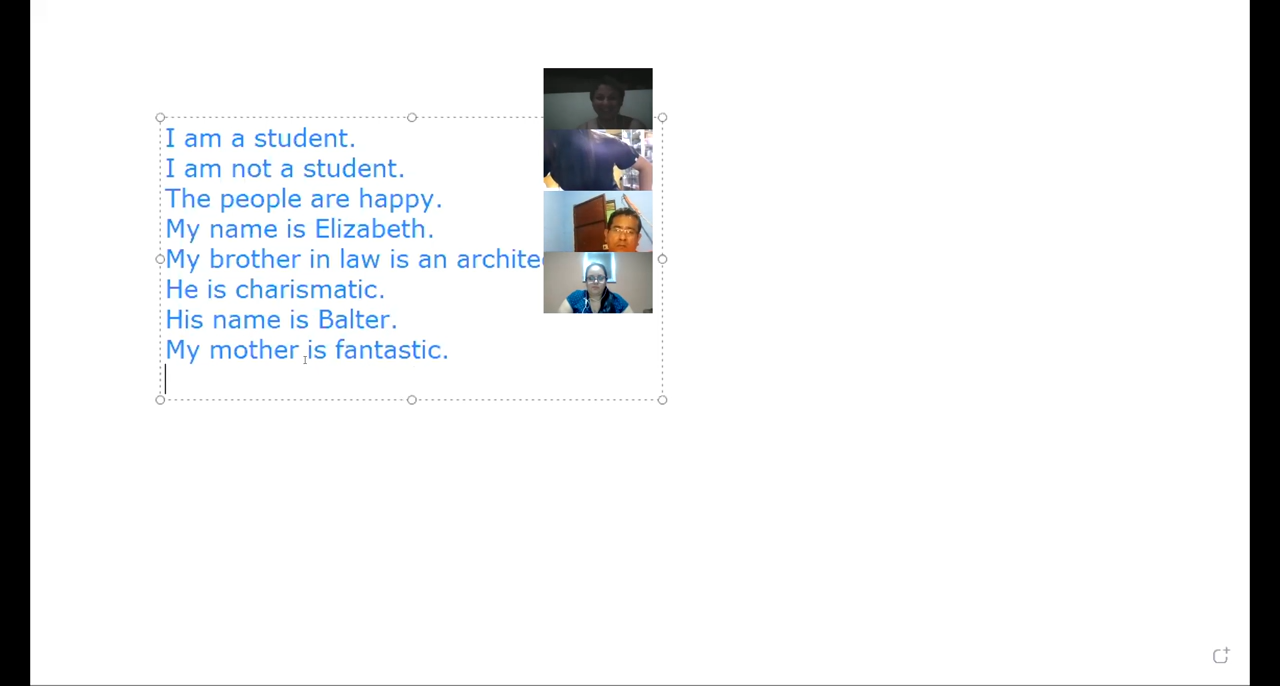 I am a student.
I am not a student.
The people are happy.
My name is Elizabeth.
My brother in law is an
He is charismatic.
His name is Balter.
My mother is fantastic.